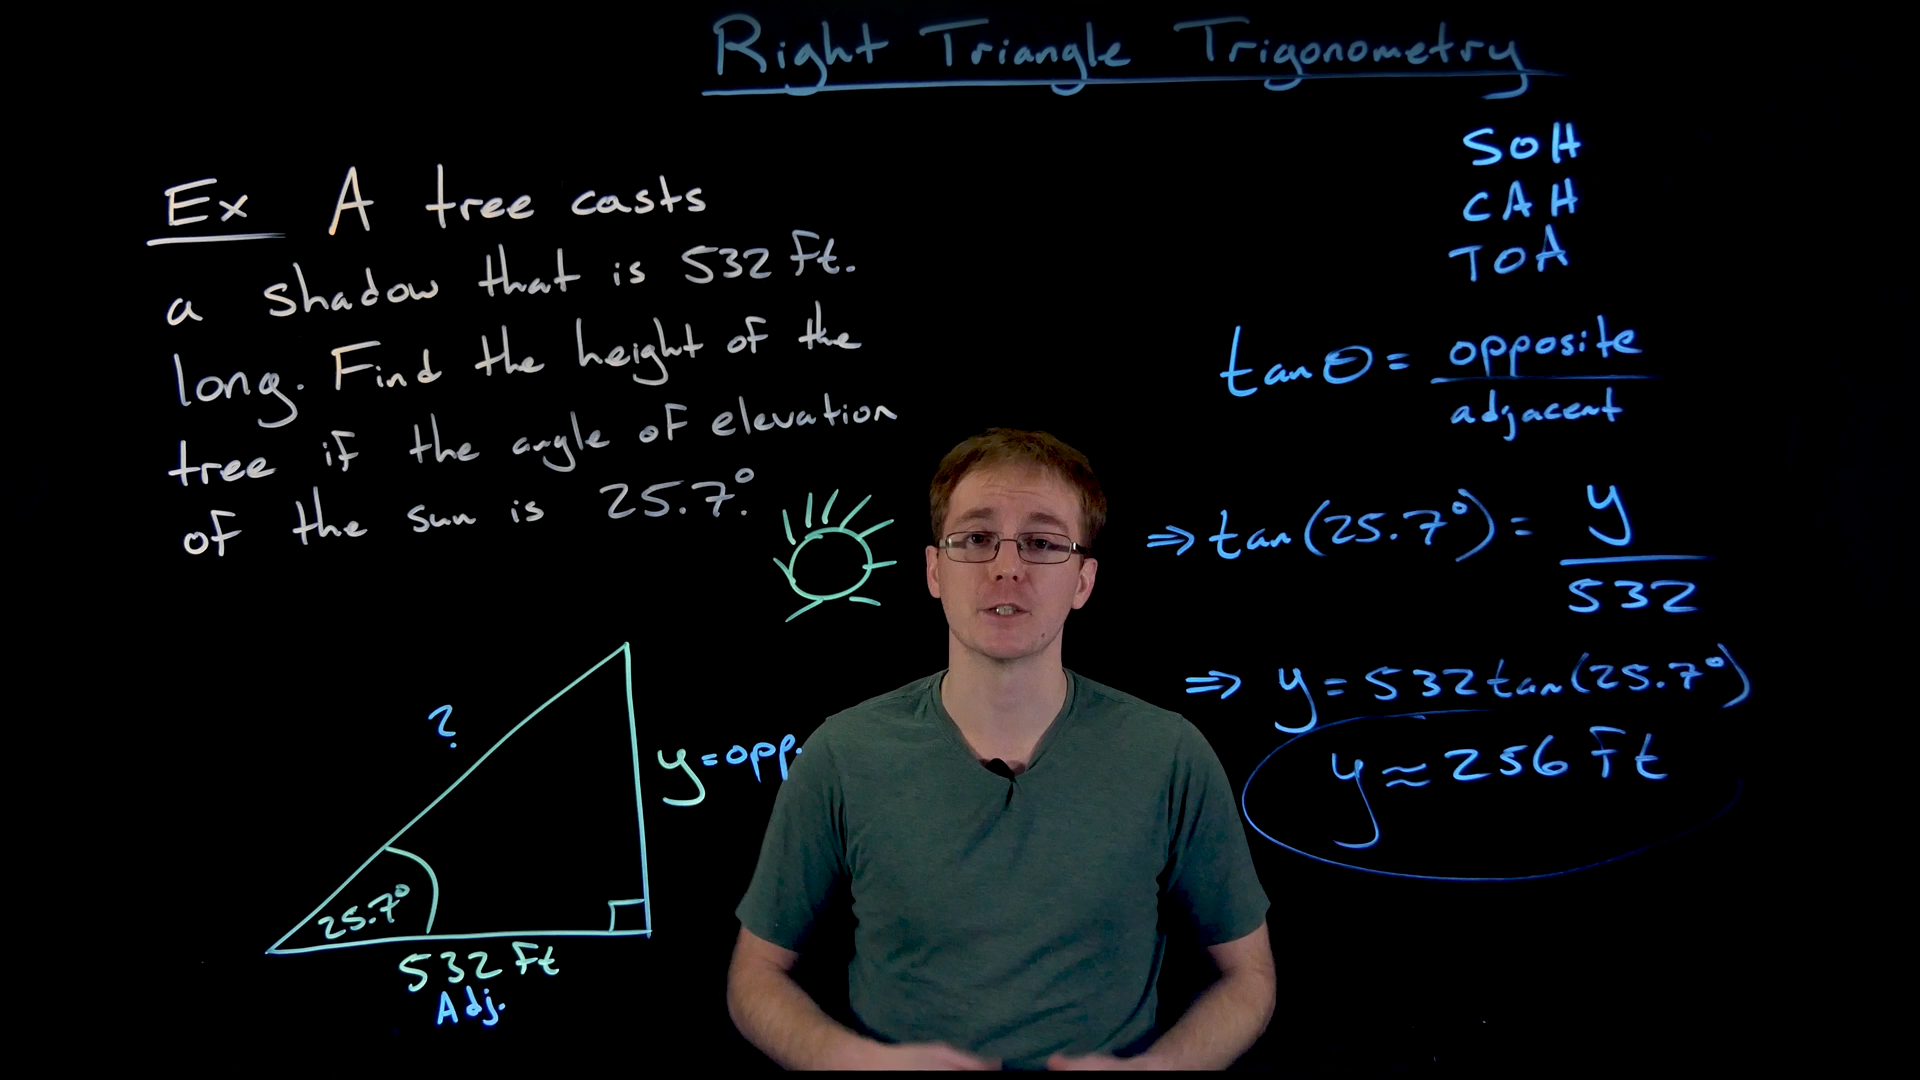 Right Triangle Trigonometry
Ex A tree casts
a shadow that is 532 ft.
long. Find the height of the
tree if the angle of elevation
of the sun is 25.7°.
?
y = opp.
25.7°
532 ft
Adj.
SOH
CAH
TOA
tan θ = opposite
adjacent
⇒ tan(25.7°) = y
532
⇒ y = 532 tan(25.7°)
y ≈ 256 ft